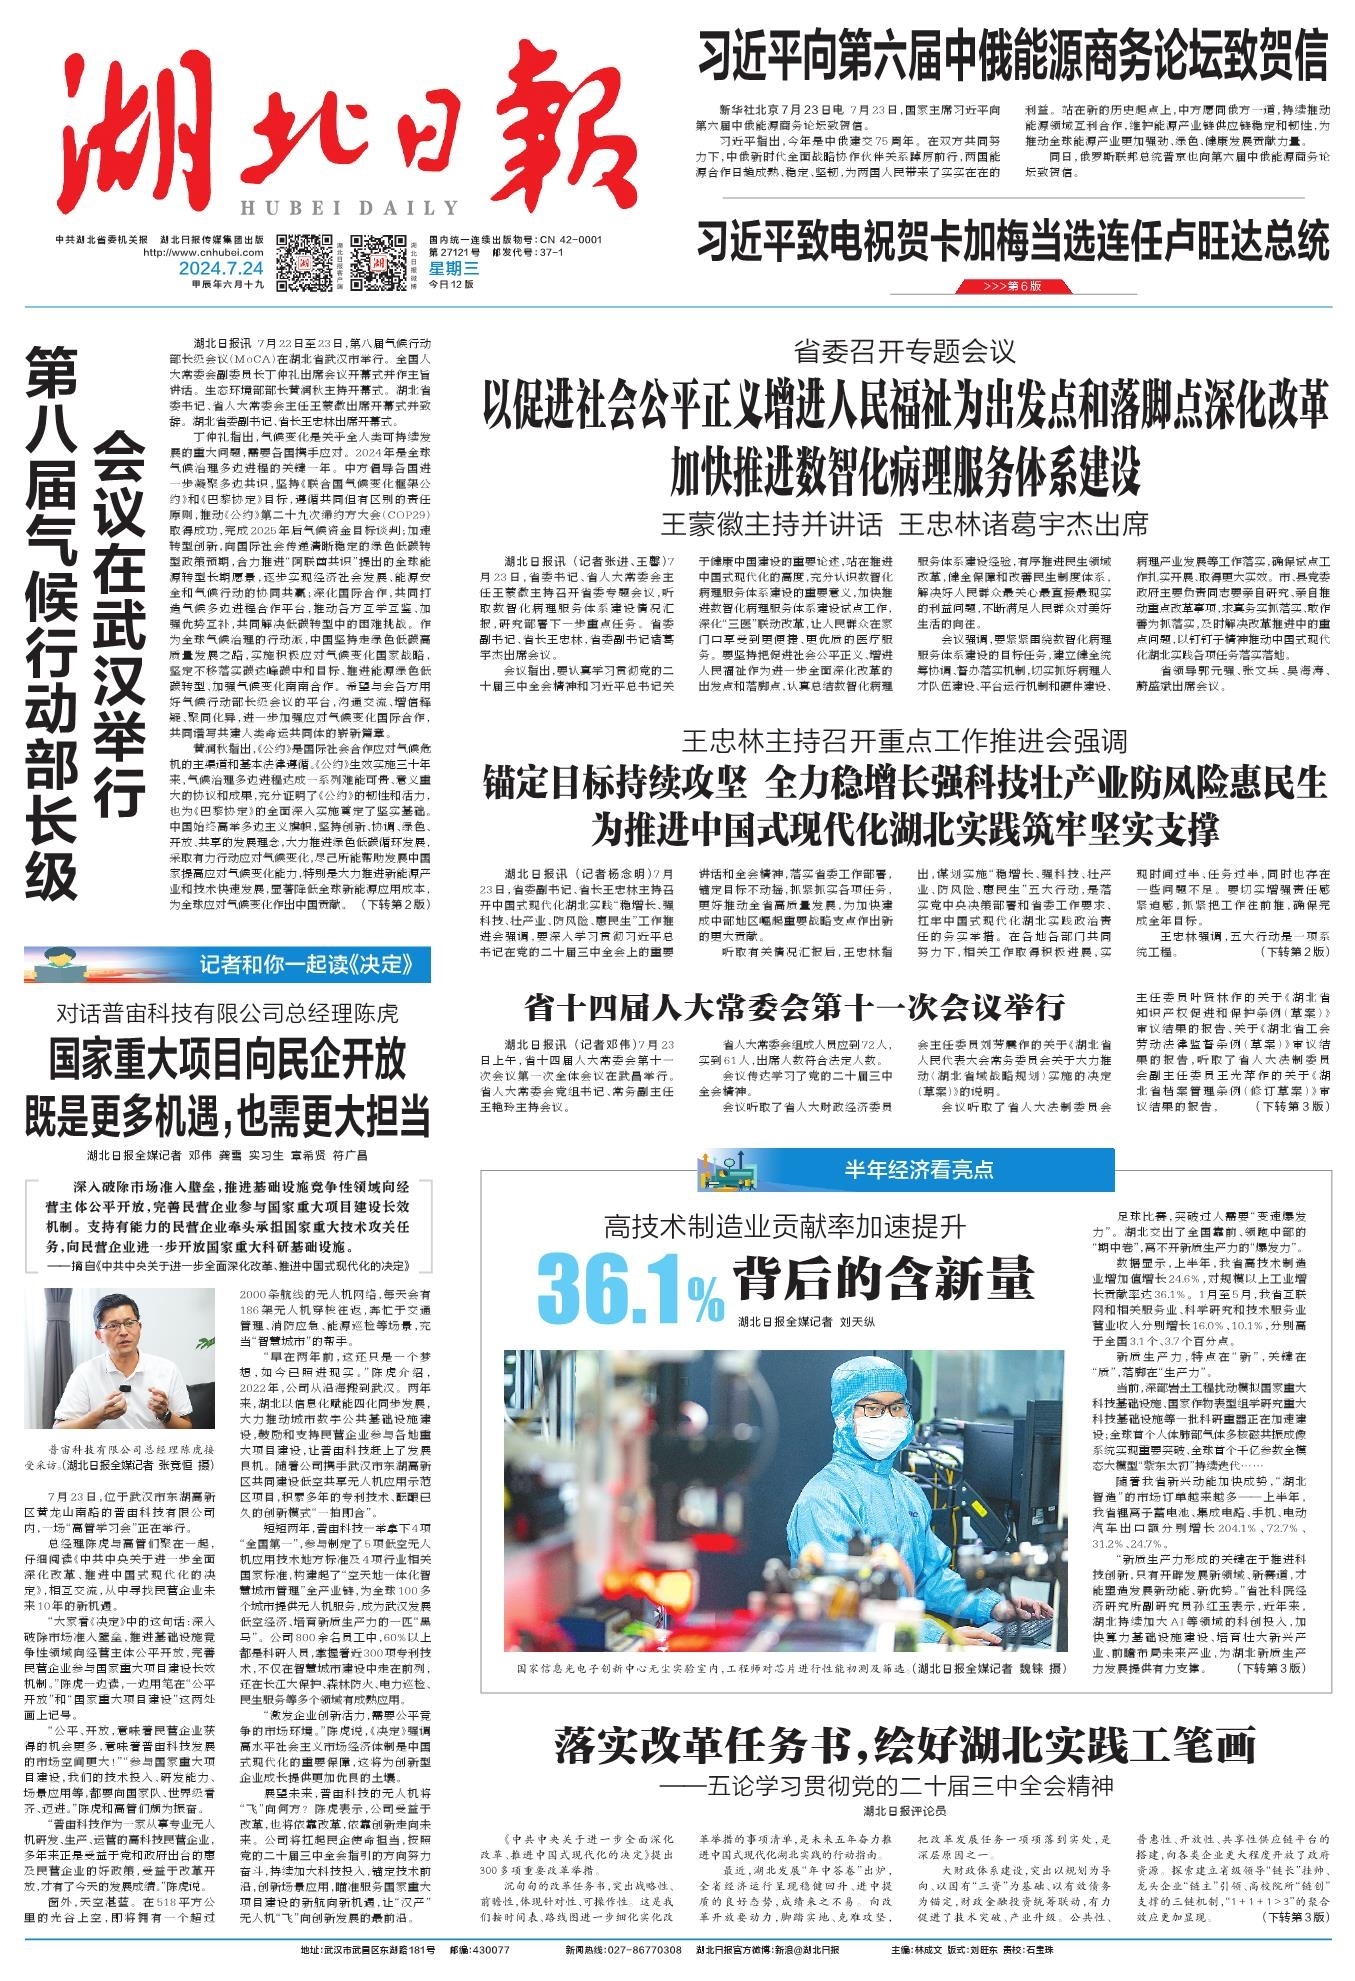 湖北日報
HUBEI DAILY
中共湖北省委机关报 湖北日报传媒集团出版
http://www.cnhubei.com
2024.7.24
甲辰年六月十九
湖北日报客户端
湖北日报微博
国内统一连续出版物号:CN 42-0001
第27121号 邮发代号:37-1
星期三
今日12版
习近平向第六届中俄能源商务论坛致贺信
新华社北京7月23日电 7月23日,国家主席习近平向
第六届中俄能源商务论坛致贺信。
习近平指出,今年是中俄建交75周年。在双方共同努
力下,中俄新时代全面战略协作伙伴关系踔厉前行,两国能
源合作日趋成熟、稳定、坚韧,为两国人民带来了实实在在的
利益。站在新的历史起点上,中方愿同俄方一道,持续推动
能源领域互利合作,维护能源产业链供应链稳定和韧性,为
推动全球能源产业更加强劲、绿色、健康发展贡献力量。
同日,俄罗斯联邦总统普京也向第六届中俄能源商务论
坛致贺信。
习近平致电祝贺卡加梅当选连任卢旺达总统
>>>第6版
第八届气候行动部长级
会议在武汉举行
湖北日报讯 7月22日至23日,第八届气候行动
部长级会议(MoCA)在湖北省武汉市举行。全国人
大常委会副委员长丁仲礼出席会议开幕式并作主旨
讲话。生态环境部部长黄润秋主持开幕式。湖北省
委书记、省人大常委会主任王蒙徽出席开幕式并致
辞。湖北省委副书记、省长王忠林出席开幕式。
丁仲礼指出,气候变化是关乎全人类可持续发
展的重大问题,需要各国携手应对。2024年是全球
气候治理多边进程的关键一年。中方倡导各国进
一步凝聚多边共识,坚持《联合国气候变化框架公
约》和《巴黎协定》目标,遵循共同但有区别的责任
原则,推动《公约》第二十九次缔约方大会(COP29)
取得成功,完成2025年后气候资金目标谈判;加速
转型创新,向国际社会传递清晰稳定的绿色低碳转
型政策预期,合力推进“阿联酋共识”提出的全球能
源转型长期愿景,逐步实现经济社会发展、能源安
全和气候行动的协同共赢;深化国际合作,共同打
造气候多边进程合作平台,推动各方互学互鉴、加
强优势互补,共同解决低碳转型中的困难挑战。作
为全球气候治理的行动派,中国坚持走绿色低碳高
质量发展之路,实施积极应对气候变化国家战略,
坚定不移落实碳达峰碳中和目标,推进能源绿色低
碳转型、加强气候变化南南合作。希望与会各方用
好气候行动部长级会议的平台,沟通交流、增信释
疑、聚同化异,进一步加强应对气候变化国际合作,
共同谱写共建人类命运共同体的崭新篇章。
黄润秋指出,《公约》是国际社会合作应对气候危
机的主渠道和基本法律遵循。《公约》生效实施三十年
来,气候治理多边进程达成一系列难能可贵、意义重
大的协议和成果,充分证明了《公约》的韧性和活力,
也为《巴黎协定》的全面深入实施奠定了坚实基础。
中国始终高举多边主义旗帜,坚持创新、协调、绿色、
开放、共享的发展理念,大力推进绿色低碳循环发展,
采取有力行动应对气候变化,尽己所能帮助发展中国
家提高应对气候变化能力,特别是大力推进新能源产
业和技术快速发展,显著降低全球新能源应用成本,
为全球应对气候变化作出中国贡献。 (下转第2版)
省委召开专题会议
以促进社会公平正义增进人民福祉为出发点和落脚点深化改革
加快推进数智化病理服务体系建设
王蒙徽主持并讲话 王忠林诸葛宇杰出席
湖北日报讯 (记者张进、王馨)7
月23日,省委书记、省人大常委会主
任王蒙徽主持召开省委专题会议,听
取数智化病理服务体系建设情况汇
报,研究部署下一步重点任务。省委
副书记、省长王忠林,省委副书记诸葛
宇杰出席会议。
会议指出,要认真学习贯彻党的二
十届三中全会精神和习近平总书记关
于健康中国建设的重要论述,站在推进
中国式现代化的高度,充分认识数智化
病理服务体系建设的重要意义,加快推
进数智化病理服务体系建设试点工作,
深化“三医”联动改革,让人民群众在家
门口享受到更便捷、更优质的医疗服
务。要坚持把促进社会公平正义、增进
人民福祉作为进一步全面深化改革的
出发点和落脚点,认真总结数智化病理
服务体系建设经验,有序推进民生领域
改革,健全保障和改善民生制度体系,
解决好人民群众最关心最直接最现实
的利益问题,不断满足人民群众对美好
生活的向往。
会议强调,要紧紧围绕数智化病理
服务体系建设的目标任务,建立健全统
筹协调、督办落实机制,切实抓好病理人
才队伍建设、平台运行机制和硬件建设、
病理产业发展等工作落实,确保试点工
作扎实开展、取得更大实效。市、县党委
政府主要负责同志要亲自研究、亲自推
动重点改革事项,求真务实抓落实、敢作
善为抓落实,及时解决改革推进中的重
点问题,以钉钉子精神推动中国式现代
化湖北实践各项任务落实落地。
省领导郭元强、张文兵、吴海涛、
蔚盛斌出席会议。
王忠林主持召开重点工作推进会强调
锚定目标持续攻坚 全力稳增长强科技壮产业防风险惠民生
为推进中国式现代化湖北实践筑牢坚实支撑
湖北日报讯 (记者杨念明)7月
23日,省委副书记、省长王忠林主持召
开中国式现代化湖北实践“稳增长、强
科技、壮产业、防风险、惠民生”工作推
进会强调,要深入学习贯彻习近平总
书记在党的二十届三中全会上的重要
讲话和全会精神,落实省委工作部署,
锚定目标不动摇,抓紧抓实各项任务,
更好推动全省高质量发展,为加快建
成中部地区崛起重要战略支点作出新
的更大贡献。
听取有关情况汇报后,王忠林指
出,谋划实施“稳增长、强科技、壮产
业、防风险、惠民生”五大行动,是落
实党中央决策部署和省委工作要求、
扛牢中国式现代化湖北实践政治责
任的务实举措。在各地各部门共同
努力下,相关工作取得积极进展,实
现时间过半、任务过半,同时也存在
一些问题不足。要切实增强责任感
紧迫感,抓紧把工作往前推,确保完
成全年目标。
王忠林强调,五大行动是一项系
统工程。 (下转第2版)
省十四届人大常委会第十一次会议举行
湖北日报讯 (记者邓伟)7月23
日上午,省十四届人大常委会第十一
次会议第一次全体会议在武昌举行。
省人大常委会党组书记、常务副主任
王艳玲主持会议。
省人大常委会组成人员应到72人,
实到61人,出席人数符合法定人数。
会议传达学习了党的二十届三中
全会精神。
会议听取了省人大财政经济委员
会主任委员刘芳震作的关于《湖北省
人民代表大会常务委员会关于大力推
动〈湖北省域战略规划〉实施的决定
(草案)》的说明。
会议听取了省人大法制委员会
主任委员叶贤林作的关于《湖北省
知识产权促进和保护条例(草案)》
审议结果的报告、关于《湖北省工会
劳动法律监督条例(草案)》审议结
果的报告,听取了省人大法制委员
会副主任委员王光萍作的关于《湖
北省档案管理条例(修订草案)》审
议结果的报告。 (下转第3版)
记者和你一起读《决定》
对话普宙科技有限公司总经理陈虎
国家重大项目向民企开放
既是更多机遇,也需更大担当
湖北日报全媒记者 邓伟 龚雪 实习生 章希贤 符广昌
深入破除市场准入壁垒,推进基础设施竞争性领域向经
营主体公平开放,完善民营企业参与国家重大项目建设长效
机制。支持有能力的民营企业牵头承担国家重大技术攻关任
务,向民营企业进一步开放国家重大科研基础设施。
——摘自《中共中央关于进一步全面深化改革、推进中国式现代化的决定》
普宙科技有限公司总经理陈虎接
受采访。(湖北日报全媒记者 张竞恒 摄)
7月23日,位于武汉市东湖高新
区黄龙山南路的普宙科技有限公司
内,一场“高管学习会”正在举行。
总经理陈虎与高管们聚在一起,
仔细阅读《中共中央关于进一步全面
深化改革、推进中国式现代化的决
定》,相互交流,从中寻找民营企业未
来10年的新机遇。
“大家看《决定》中的这句话:深入
破除市场准入壁垒,推进基础设施竞
争性领域向经营主体公平开放,完善
民营企业参与国家重大项目建设长效
机制。”陈虎一边读,一边用笔在“公平
开放”和“国家重大项目建设”这两处
画上记号。
“公平、开放,意味着民营企业获
得的机会更多,意味着普宙科技发展
的市场空间更大!”“参与国家重大项
目建设,我们的技术投入、研发能力、
场景应用等,都要向国家队、世界级看
齐、迈进。”陈虎和高管们颇为振奋。
“普宙科技作为一家从事专业无人
机研发、生产、运营的高科技民营企业,
多年来正是受益于党和政府出台的惠
及民营企业的好政策,受益于改革开
放,才有了今天的发展成绩。”陈虎说。
窗外,天空湛蓝。在518平方公
里的光谷上空,即将拥有一个超过
2000条航线的无人机网络,每天会有
186架无人机穿梭往返,奔忙于交通
管理、消防应急、能源巡检等场景,充
当“智慧城市”的帮手。
“早在两年前,这还只是一个梦
想,如今已照进现实。”陈虎介绍,
2022年,公司从沿海搬到武汉。两年
来,湖北以信息化赋能四化同步发展,
大力推动城市数字公共基础设施建
设,鼓励和支持民营企业参与各地重
大项目建设,让普宙科技赶上了发展
良机。随着公司携手武汉市东湖高新
区共同建设低空共享无人机应用示范
区项目,积累多年的专利技术、酝酿已
久的创新模式“一拍即合”。
短短两年,普宙科技一举拿下4项
“全国第一”,参与制定了5项低空无人
机应用技术地方标准及4项行业相关
国家标准,构建起了“空天地一体化智
慧城市管理”全产业链,为全球100多
个城市提供无人机服务,成为武汉发展
低空经济、培育新质生产力的一匹“黑
马”。公司800余名员工中,60%以上
都是科研人员,掌握着近300项专利技
术,不仅在智慧城市建设中走在前列,
还在长江大保护、森林防火、电力巡检、
民生服务等多个领域有成熟应用。
“激发企业创新活力,需要公平竞
争的市场环境。”陈虎说,《决定》强调
高水平社会主义市场经济体制是中国
式现代化的重要保障,这将为创新型
企业成长提供更加优良的土壤。
展望未来,普宙科技的无人机将
“飞”向何方?陈虎表示,公司受益于
改革,也将依靠改革,依靠创新走向未
来。公司将扛起民企使命担当,按照
党的二十届三中全会指引的方向努力
奋斗,持续加大科技投入,锚定技术前
沿,创新场景应用,瞄准服务国家重大
项目建设的新航向新机遇,让“汉产”
无人机“飞”向创新发展的最前沿。
半年经济看亮点
高技术制造业贡献率加速提升
36.1%背后的含新量
湖北日报全媒记者 刘天纵
国家信息光电子创新中心无尘实验室内,工程师对芯片进行性能初测及筛选。(湖北日报全媒记者 魏铼 摄)
足球比赛,突破过人需要“变速爆发
力”。湖北交出了全国靠前、领跑中部的
“期中卷”,离不开新质生产力的“爆发力”。
数据显示,上半年,我省高技术制造
业增加值增长24.6%,对规模以上工业增
长贡献率达36.1%。1月至5月,我省互联
网和相关服务业、科学研究和技术服务业
营业收入分别增长16.0%、10.1%,分别高
于全国3.1个、3.7个百分点。
新质生产力,特点在“新”,关键在
“质”,落脚在“生产力”。
当前,深部岩土工程扰动模拟国家重大
科技基础设施、国家作物表型组学研究重大
科技基础设施等一批科研重器正在加速建
设;全球首个人体肺部气体多核磁共振成像
系统实现重要突破、全球首个千亿参数全模
态大模型“紫东太初”持续迭代……
随着我省新兴动能加快成势,“湖北
智造”的市场订单越来越多——上半年,
我省锂离子蓄电池、集成电路、手机、电动
汽车出口额分别增长204.1%、72.7%、
31.2%、24.7%。
“新质生产力形成的关键在于推进科
技创新,只有开辟发展新领域、新赛道,才
能塑造发展新动能、新优势。”省社科院经
济研究所副研究员孙红玉表示,近年来,
湖北持续加大AI等领域的科创投入,加
快算力基础设施建设、培育壮大新兴产
业、前瞻布局未来产业,为湖北新质生产
力发展提供有力支撑。 (下转第3版)
落实改革任务书,绘好湖北实践工笔画
——五论学习贯彻党的二十届三中全会精神
湖北日报评论员
《中共中央关于进一步全面深化
改革、推进中国式现代化的决定》提出
300多项重要改革举措。
沉甸甸的改革任务书,突出战略性、
前瞻性,体现针对性、可操作性。这是我
们按时间表、路线图进一步细化实化改
革举措的事项清单,是未来五年奋力推
进中国式现代化湖北实践的行动指南。
最近,湖北发展“年中答卷”出炉,
全省经济运行呈现稳健回升、进中提
质的良好态势,成绩来之不易。向改
革开放要动力,脚踏实地、克难攻坚,
把改革发展任务一项项落到实处,是
深层原因之一。
大财政体系建设,突出以规划为导
向、以国有“三资”为基础、以有效债务
为锚定,财政金融投资统筹联动,有力
促进了技术突破、产业升级。公共性、
普惠性、开放性、共享性供应链平台的
搭建,向各类企业更大程度开放了政府
资源。探索建立省级领导“链长”挂帅、
龙头企业“链主”引领、高校院所“链创”
支撑的三链机制,“1+1+1>3”的聚合
效应更加显现。 (下转第3版)
地址:武汉市武昌区东湖路181号 邮编:430077 新闻热线:027-86770308 湖北日报官方微博:新浪@湖北日报 主编:林成文 版式:刘旺东 责校:石宝珠